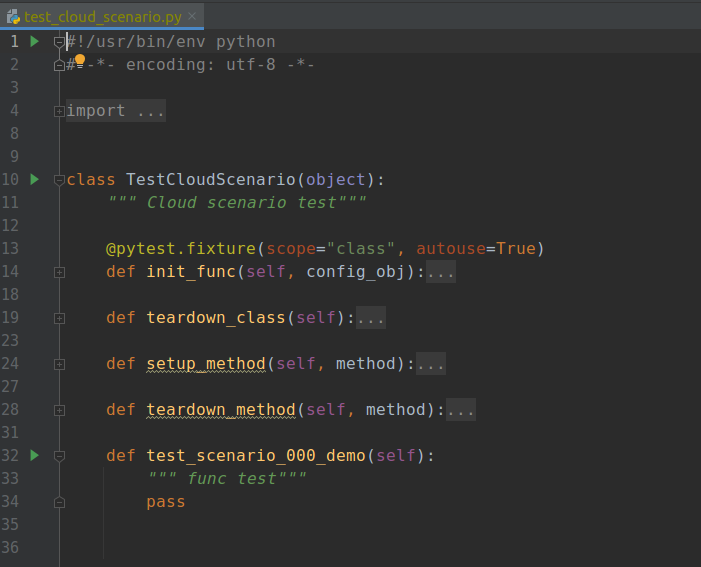 test_cloud_scenario.py
1 #!/usr/bin/env python
2 # -*- encoding: utf-8 -*-
3
4 import ...
8
9
10 class TestCloudScenario(object):
11 """ Cloud scenario test"""
12
13 @pytest.fixture(scope="class", autouse=True)
14 def init_func(self, config_obj):...
18
19 def teardown_class(self):...
23
24 def setup_method(self, method):...
27
28 def teardown_method(self, method):...
31
32 def test_scenario_000_demo(self):
33 """ func test"""
34 pass
35
36